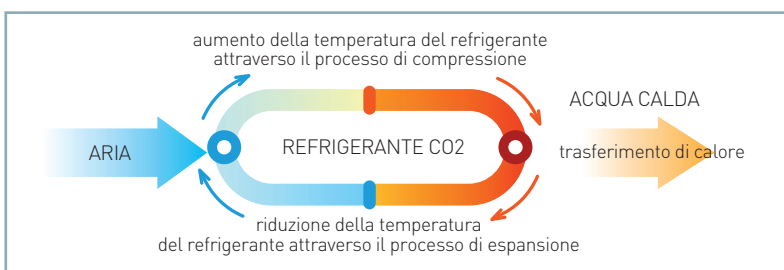 aumento della temperatura del refrigerante
attraverso il processo di compressione
ACQUA CALDA
ARIA
REFRIGERANTE CO2
trasferimento di calore
riduzione della temperatura
del refrigerante attraverso il processo di espansione